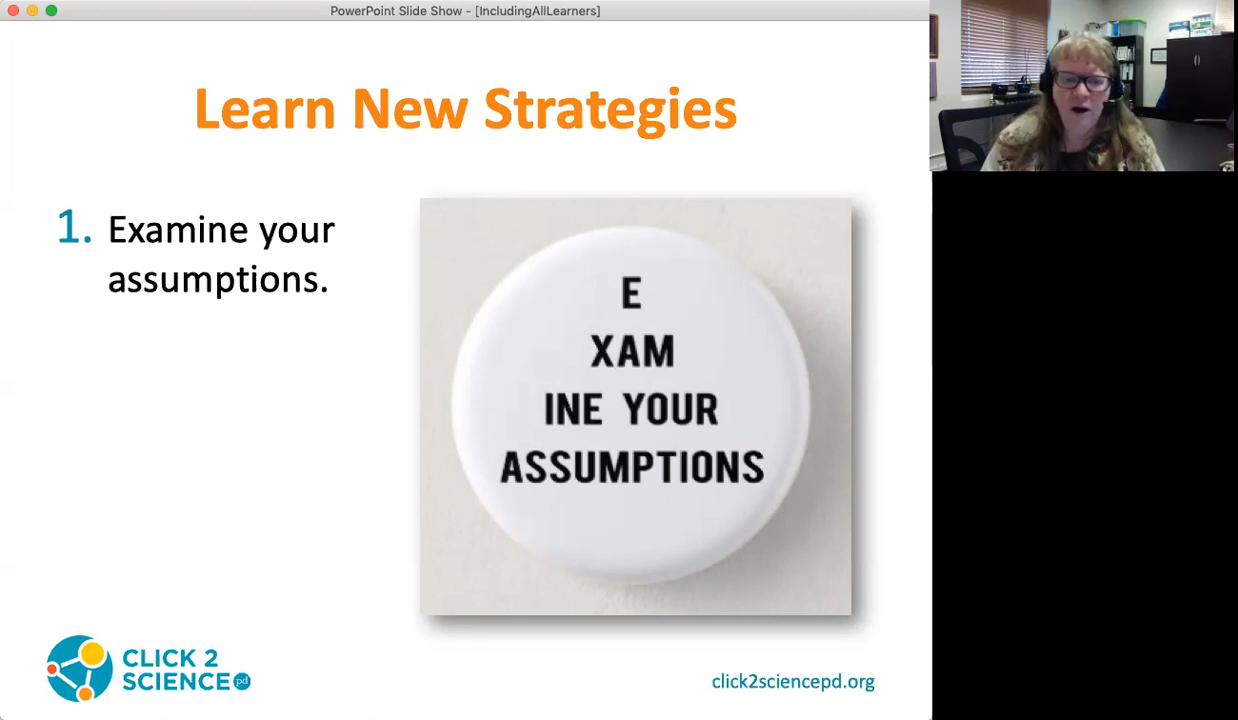 PowerPoint Slide Show - [IncludingAllLearners]
Learn New Strategies
1. Examine your
assumptions.
E
XAM
INE YOUR
ASSUMPTIONS
CLICK 2
SCIENCE pd
click2sciencepd.org